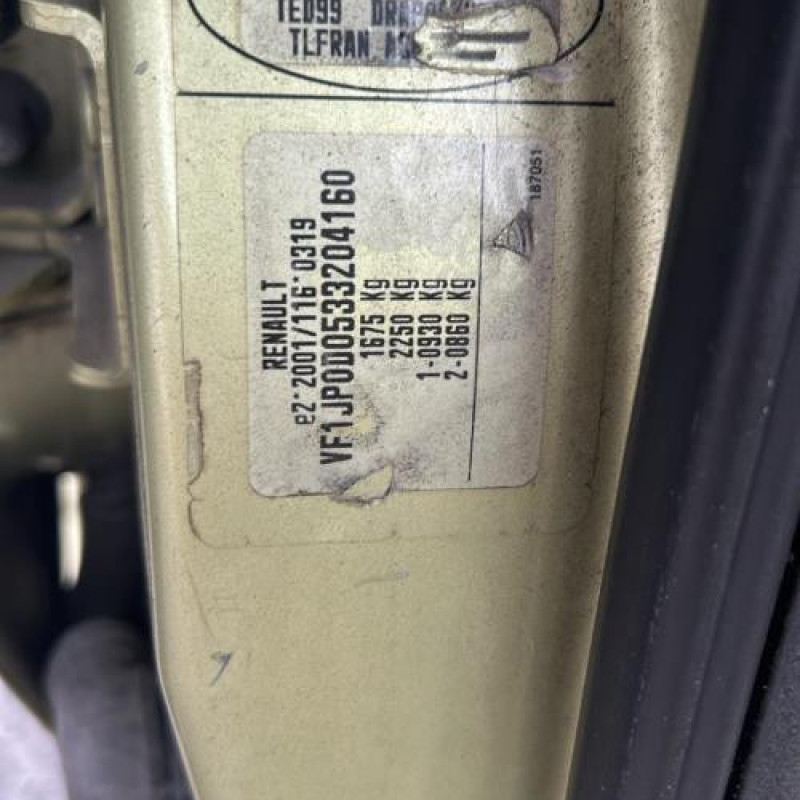 TED99
TLFRAN
RENAULT
e2*2001/116*0319
VF1JP0D0533204160
1675 Kg
2250 Kg
1-0930 Kg
2-0860 Kg
187051